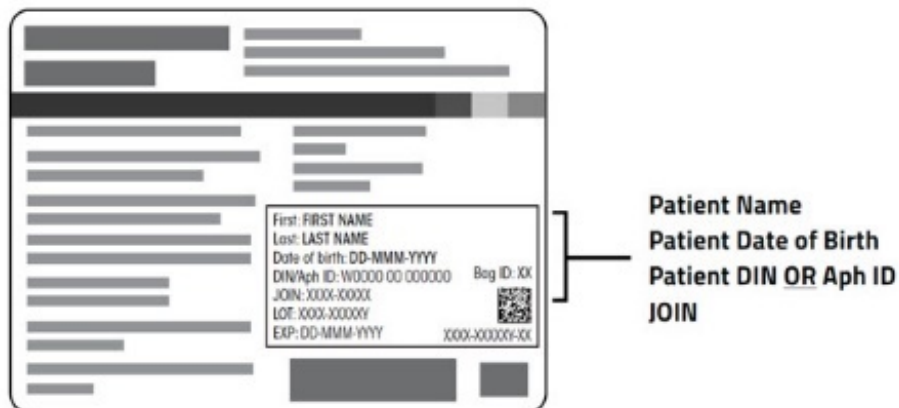 First: FIRST NAME
Last: LAST NAME
Date of birth: DD-MMM-YYYY
DIN/Aph ID: W0000 00 000000 Bag ID: XX
JOIN: XXXX-XXXXX
LOT: XXXX-XXXXXY
EXP: DD-MMM-YYYY XXXX-XXXXXY-XX
Patient Name
Patient Date of Birth
Patient DIN OR Aph ID
JOIN